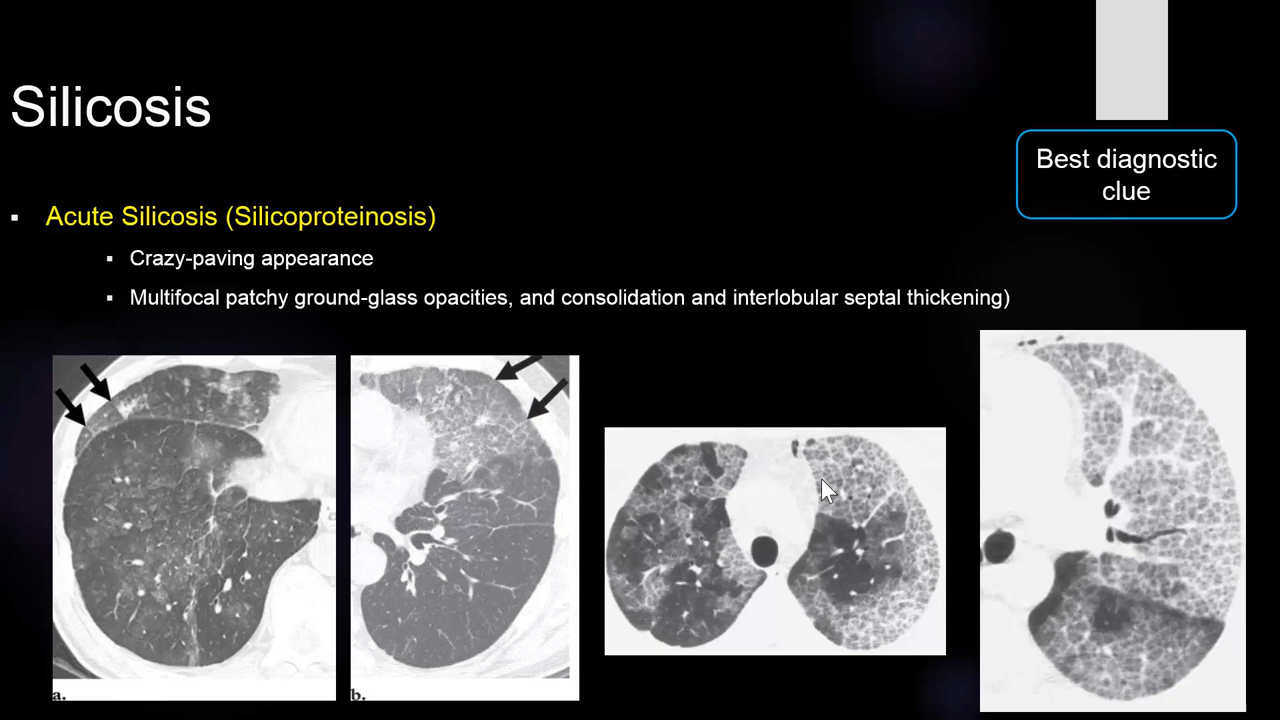 Silicosis
Best diagnostic
clue
▪ Acute Silicosis (Silicoproteinosis)
▪ Crazy-paving appearance
▪ Multifocal patchy ground-glass opacities, and consolidation and interlobular septal thickening)
a.
b.